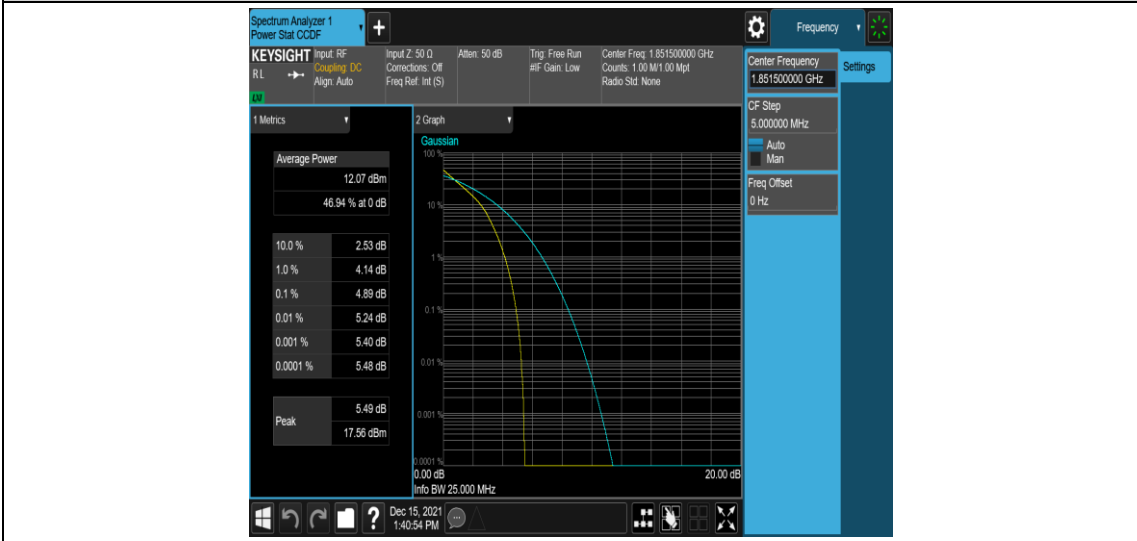 Spectrum Analyzer 1
Power Stat CCDF
+
Frequency
KEYSIGHT
R L
LNI
Input: RF
Coupling: DC
Align: Auto
Input Z: 50 Ω
Corrections: Off
Freq Ref: Int (S)
Atten: 50 dB
Trig: Free Run
#IF Gain: Low
Center Freq: 1.851500000 GHz
Counts: 1.00 M/1.00 Mpt
Radio Std: None
Center Frequency
1.851500000 GHz
Settings
CF Step
5.000000 MHz
Auto
Man
Freq Offset
0 Hz
1 Metrics
Average Power
12.07 dBm
46.94 % at 0 dB
10.0 % 2.53 dB
1.0 % 4.14 dB
0.1 % 4.89 dB
0.01 % 5.24 dB
0.001 % 5.40 dB
0.0001 % 5.48 dB
Peak
5.49 dB
17.56 dBm
2 Graph
Gaussian
100 %
10 %
1 %
0.1 %
0.01 %
0.001 %
0.0001 %
0.00 dB
20.00 dB
Info BW 25.000 MHz
?
Dec 15, 2021
1:40:54 PM